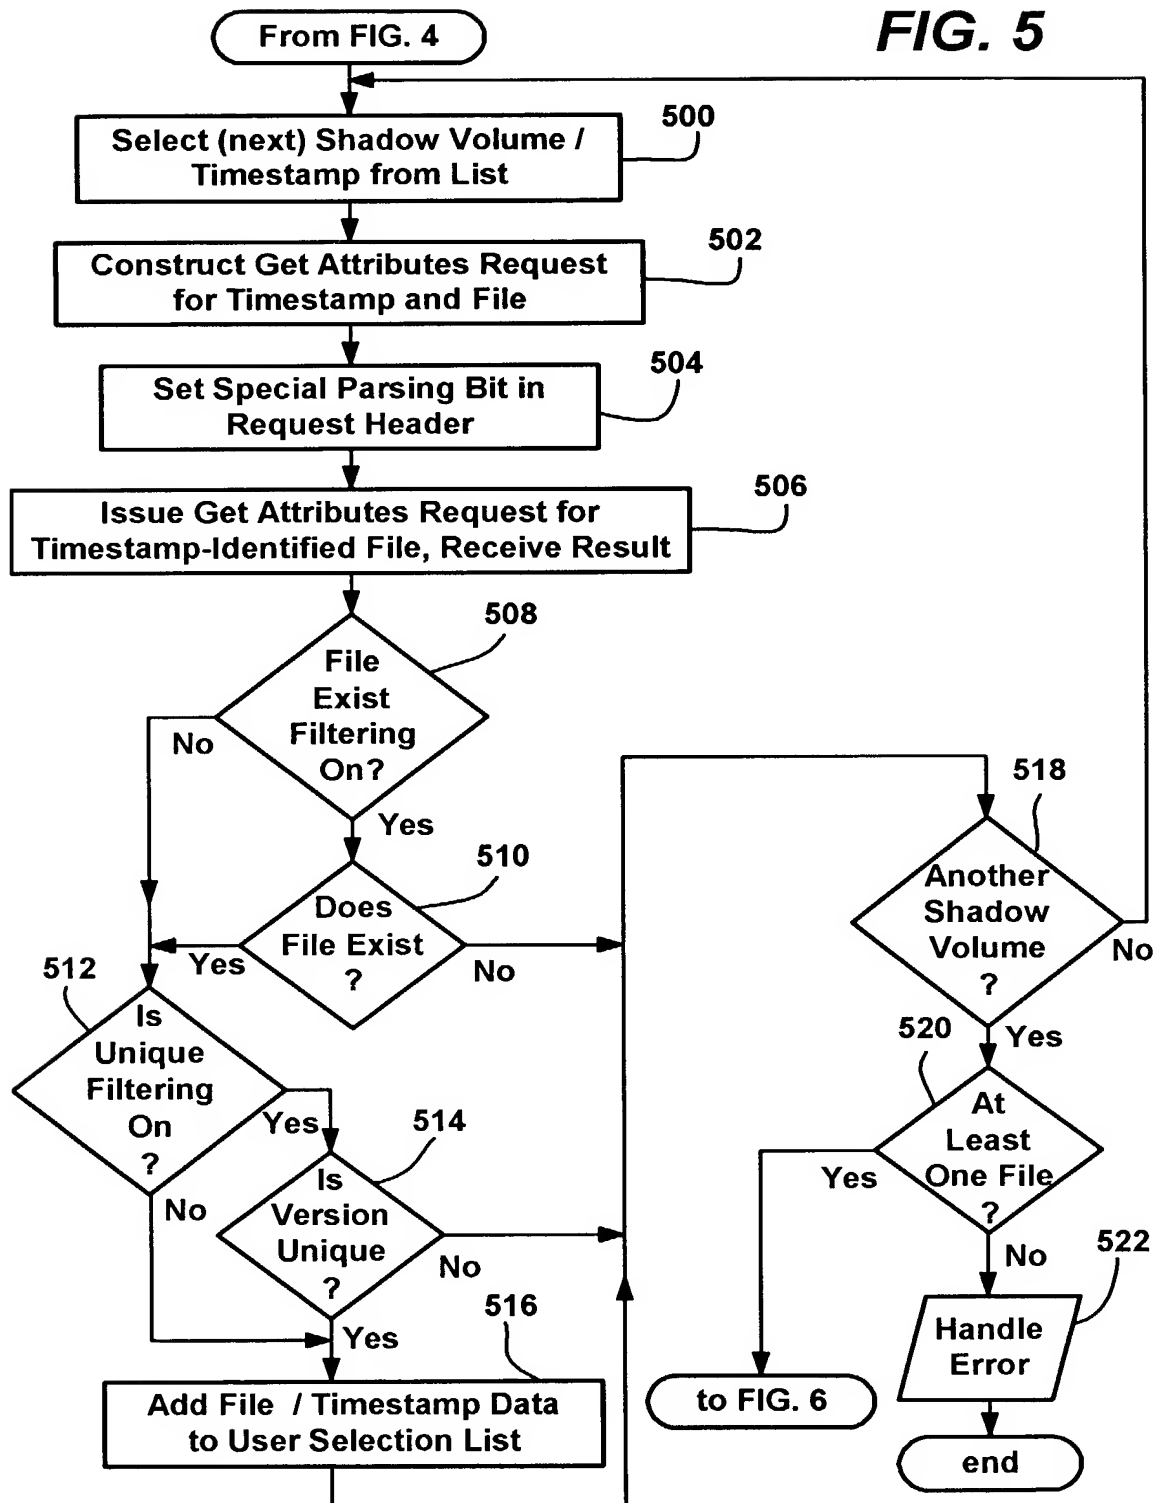 From FIG. 4
FIG. 5
Select (next) Shadow Volume /
Timestamp from List
500
Construct Get Attributes Request
for Timestamp and File
502
Set Special Parsing Bit in
Request Header
504
Issue Get Attributes Request for
Timestamp-Identified File, Receive Result
506
File
Exist
Filtering
On?
508
No
Yes
Does
File Exist
?
510
Yes
No
Is
Unique
Filtering
On
?
512
Yes
No
Is
Version
Unique
?
514
No
Yes
Add File / Timestamp Data
to User Selection List
516
Another
Shadow
Volume
?
518
No
Yes
At
Least
One File
?
520
Yes
No
Handle
Error
522
to FIG. 6
end